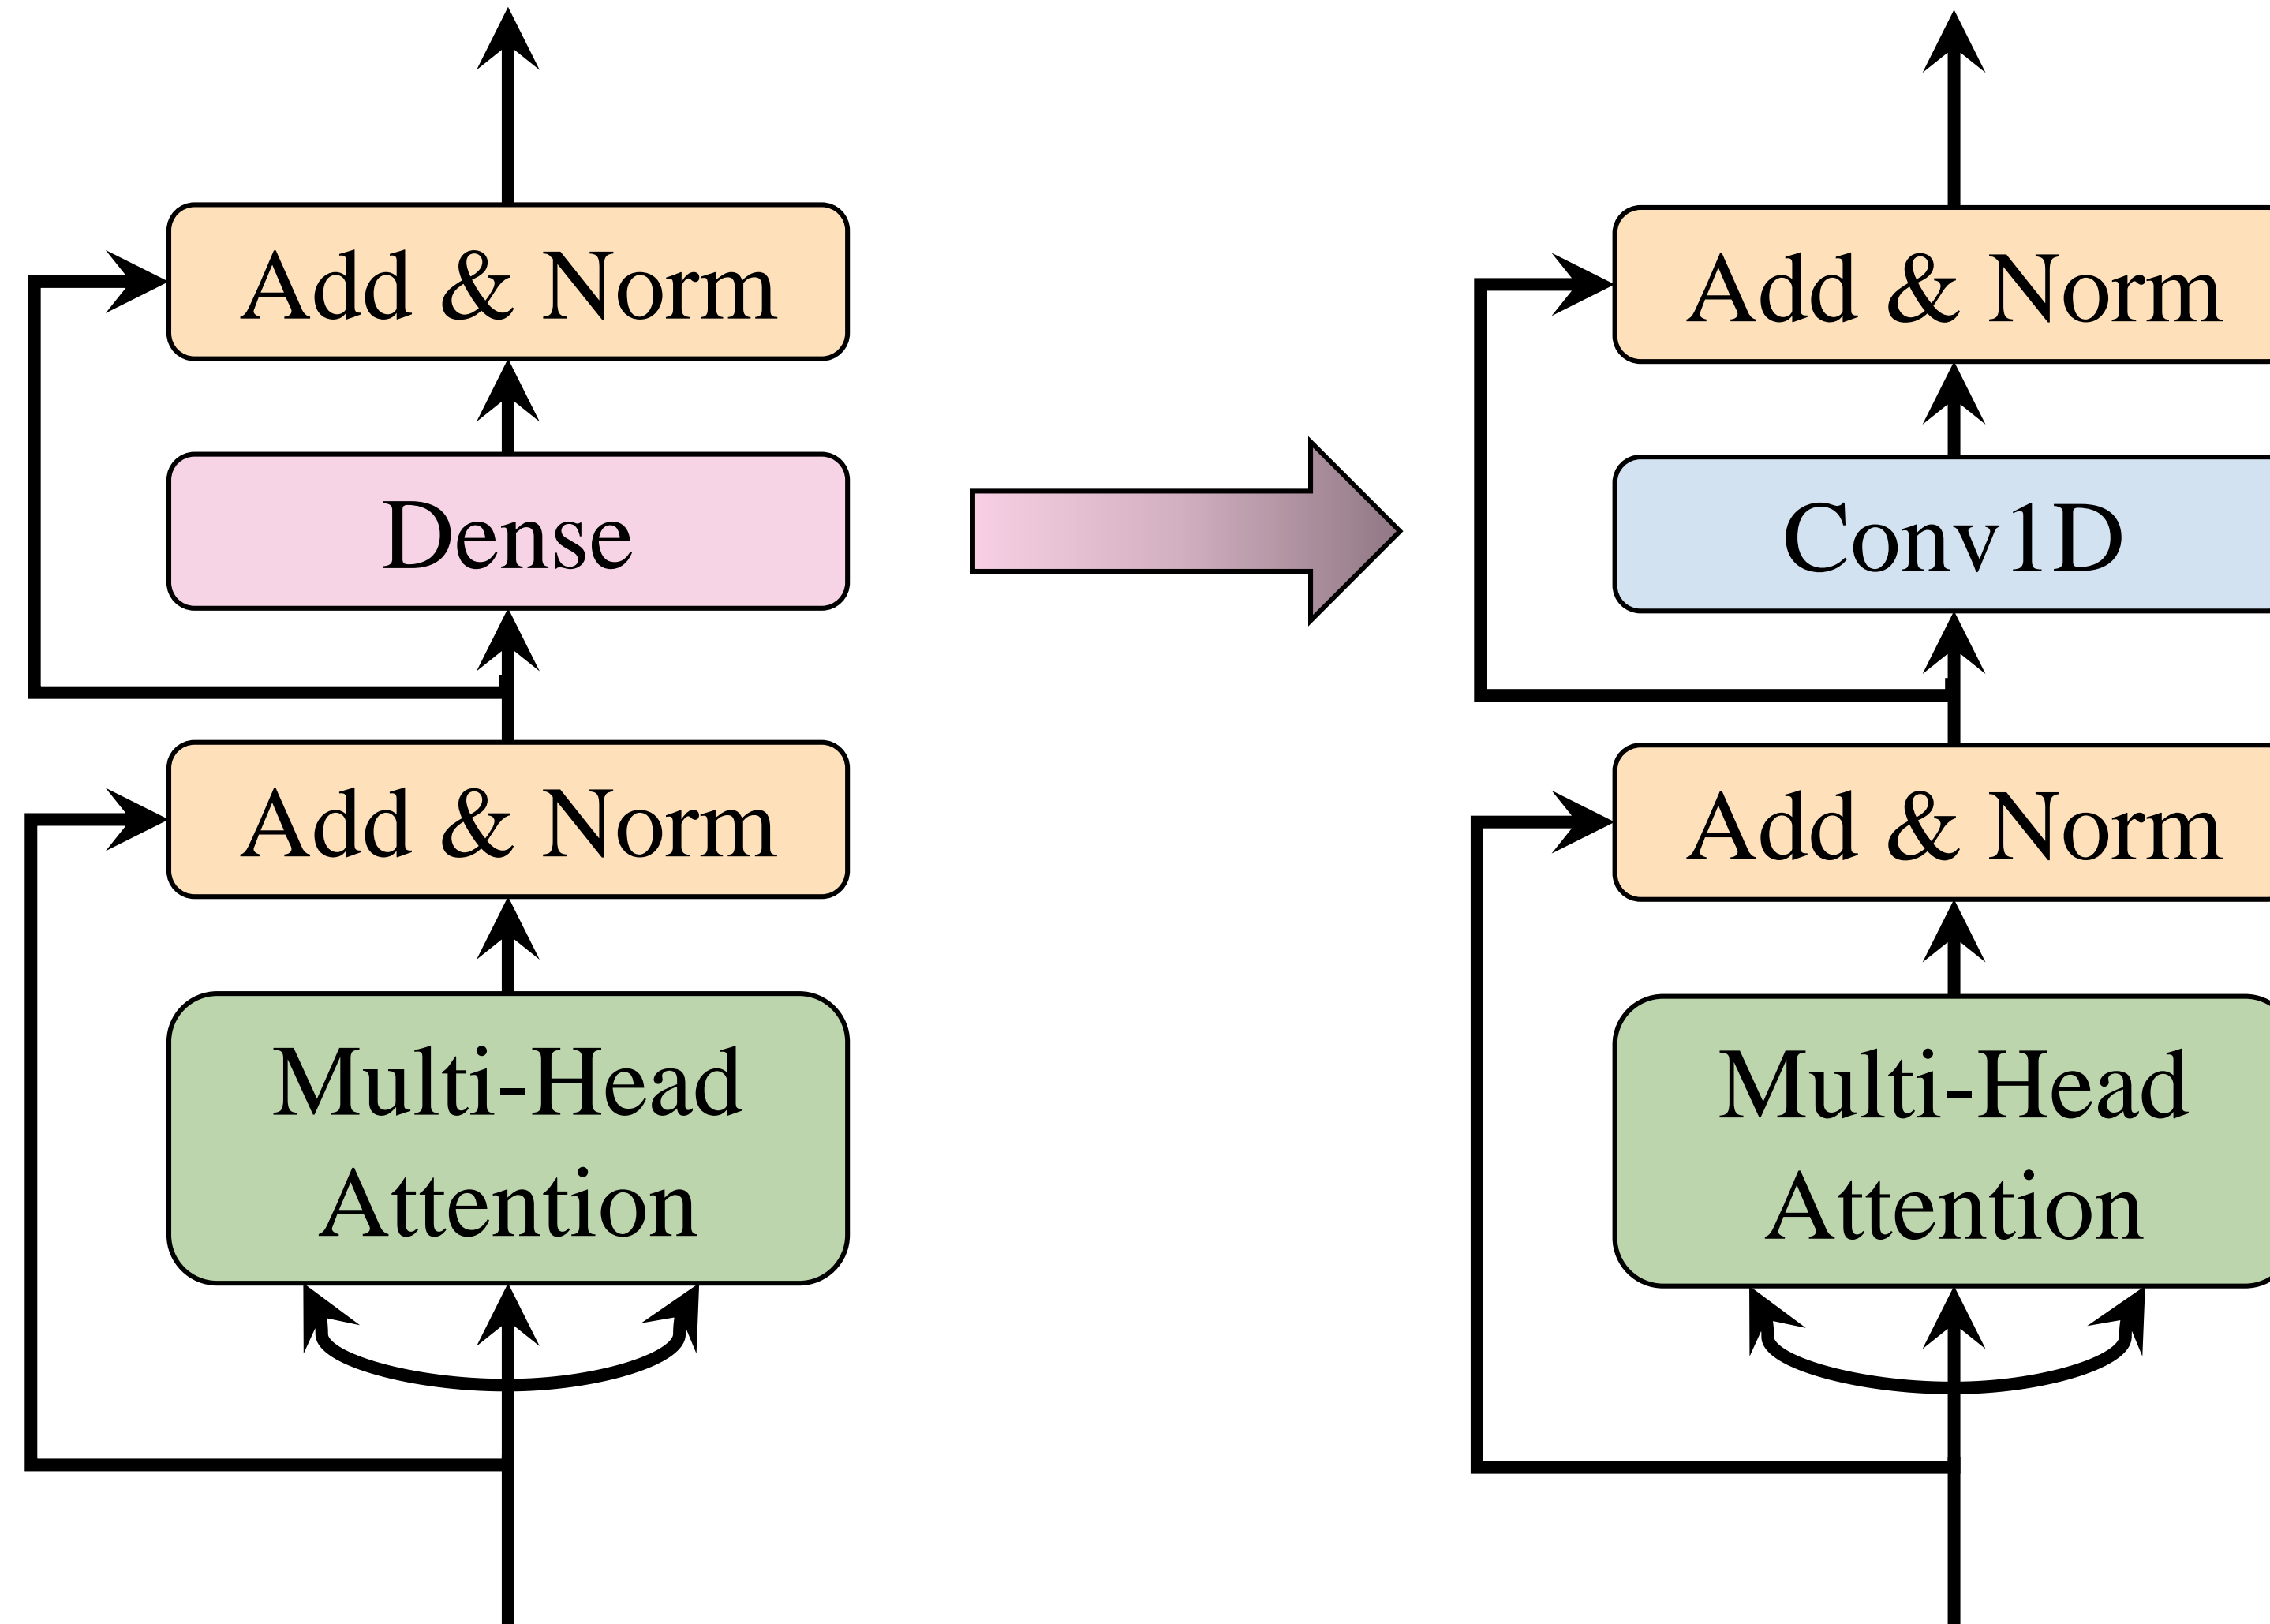 Add & Norm
Dense
Add & Norm
Multi-Head
Attention
Add & Norm
Conv1D
Add & Norm
Multi-Head
Attention